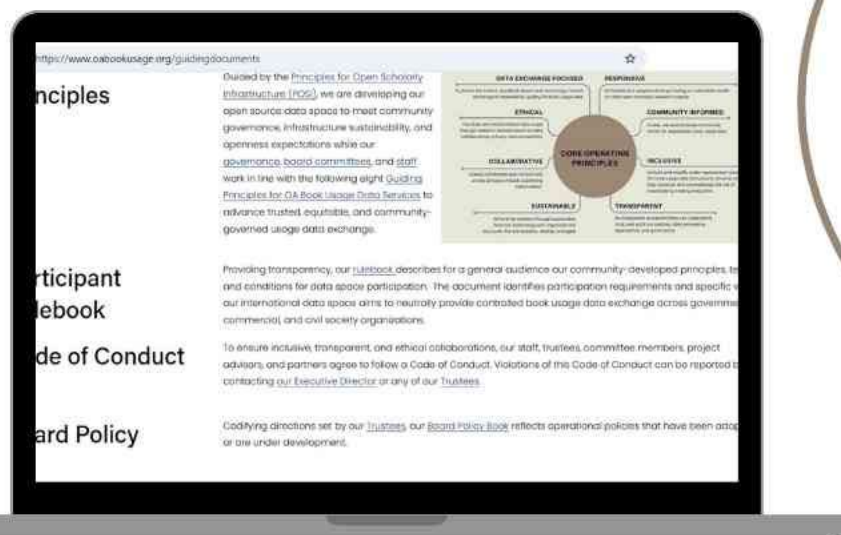 https://www.oabookusage.org/guidingdocuments
nciples
Guided by the Principles for Open Scholarly
Infrastructure (POSI), we are developing our
open source data space to meet community
governance, infrastructure sustainability, and
openness expectations while our
governance, board committees, and staff
work in line with the following eight Guiding
Principles for OA Book Usage Data Services to
advance trusted, equitable, and community-
governed usage data exchange.
DATA EXCHANGE FOCUSED
RESPONSIVE
ETHICAL
COMMUNITY INFORMED
CORE OPERATING
PRINCIPLES
COLLABORATIVE
INCLUSIVE
SUSTAINABLE
TRANSPARENT
rticipant
lebook
Providing transparency, our rulebook describes for a general audience our community-developed principles, te
and conditions for data space participation. The document identifies participation requirements and specific
our international data space aims to neutrally provide controlled book usage data exchange across governme
commercial, and civil society organizations.
de of Conduct
To ensure inclusive, transparent, and ethical collaborations, our staff, trustees, committee members, project
advisors, and partners agree to follow a Code of Conduct. Violations of this Code of Conduct can be reported b
contacting our Executive Director or any of our Trustees.
ard Policy
Codifying directions set by our Trustees, our Board Policy Book reflects operational policies that have been adop
or are under development.